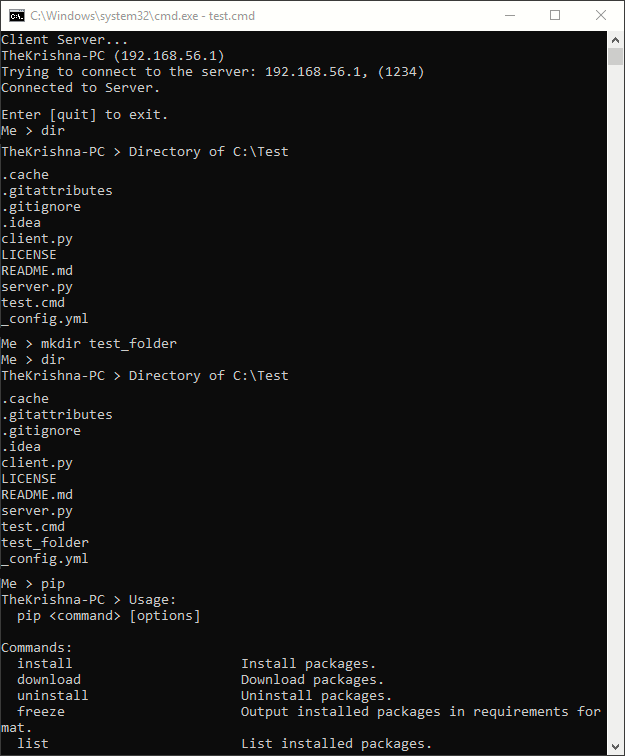 C:\Windows\system32\cmd.exe - test.cmd
Client Server...
TheKrishna-PC (192.168.56.1)
Trying to connect to the server: 192.168.56.1, (1234)
Connected to Server.
Enter [quit] to exit.
Me > dir
TheKrishna-PC > Directory of C:\Test
.cache
.gitattributes
.gitignore
.idea
client.py
LICENSE
README.md
server.py
test.cmd
_config.yml
Me > mkdir test_folder
Me > dir
TheKrishna-PC > Directory of C:\Test
.cache
.gitattributes
.gitignore
.idea
client.py
LICENSE
README.md
server.py
test.cmd
test_folder
_config.yml
Me > pip
TheKrishna-PC > Usage:
  pip <command> [options]
Commands:
  install                     Install packages.
  download                    Download packages.
  uninstall                   Uninstall packages.
  freeze                      Output installed packages in requirements for
mat.
  list                        List installed packages.